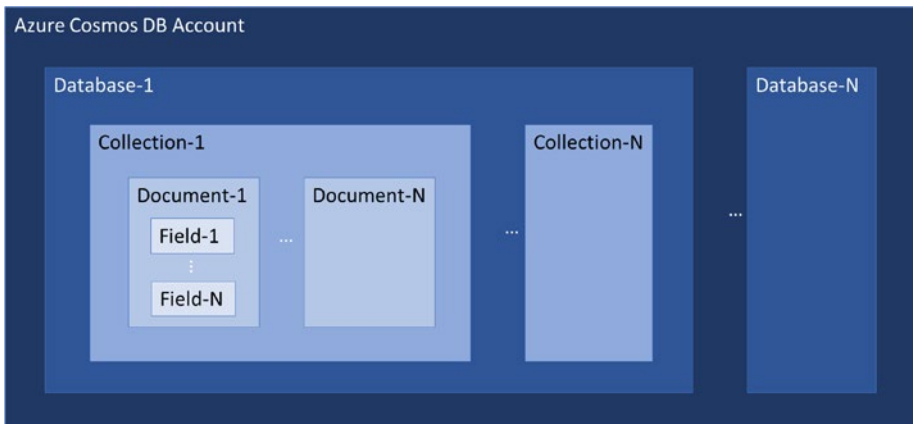 Azure Cosmos DB Account
Database-1
Database-N
Collection-1
Collection-N
Document-1
Document-N
Field-1
...
...
...
⋮
Field-N